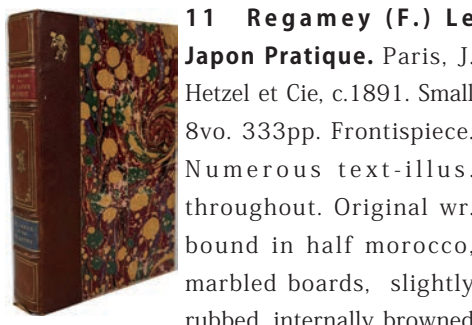 11 Regamey (F.) Le
Japon Pratique. Paris, J.
Hetzel et Cie, c.1891. Small
8vo. 333pp. Frontispiece.
Numerous text-illus.
throughout. Original wr.
bound in half morocco,
marbled boards, slightly
rubbed, internally browned